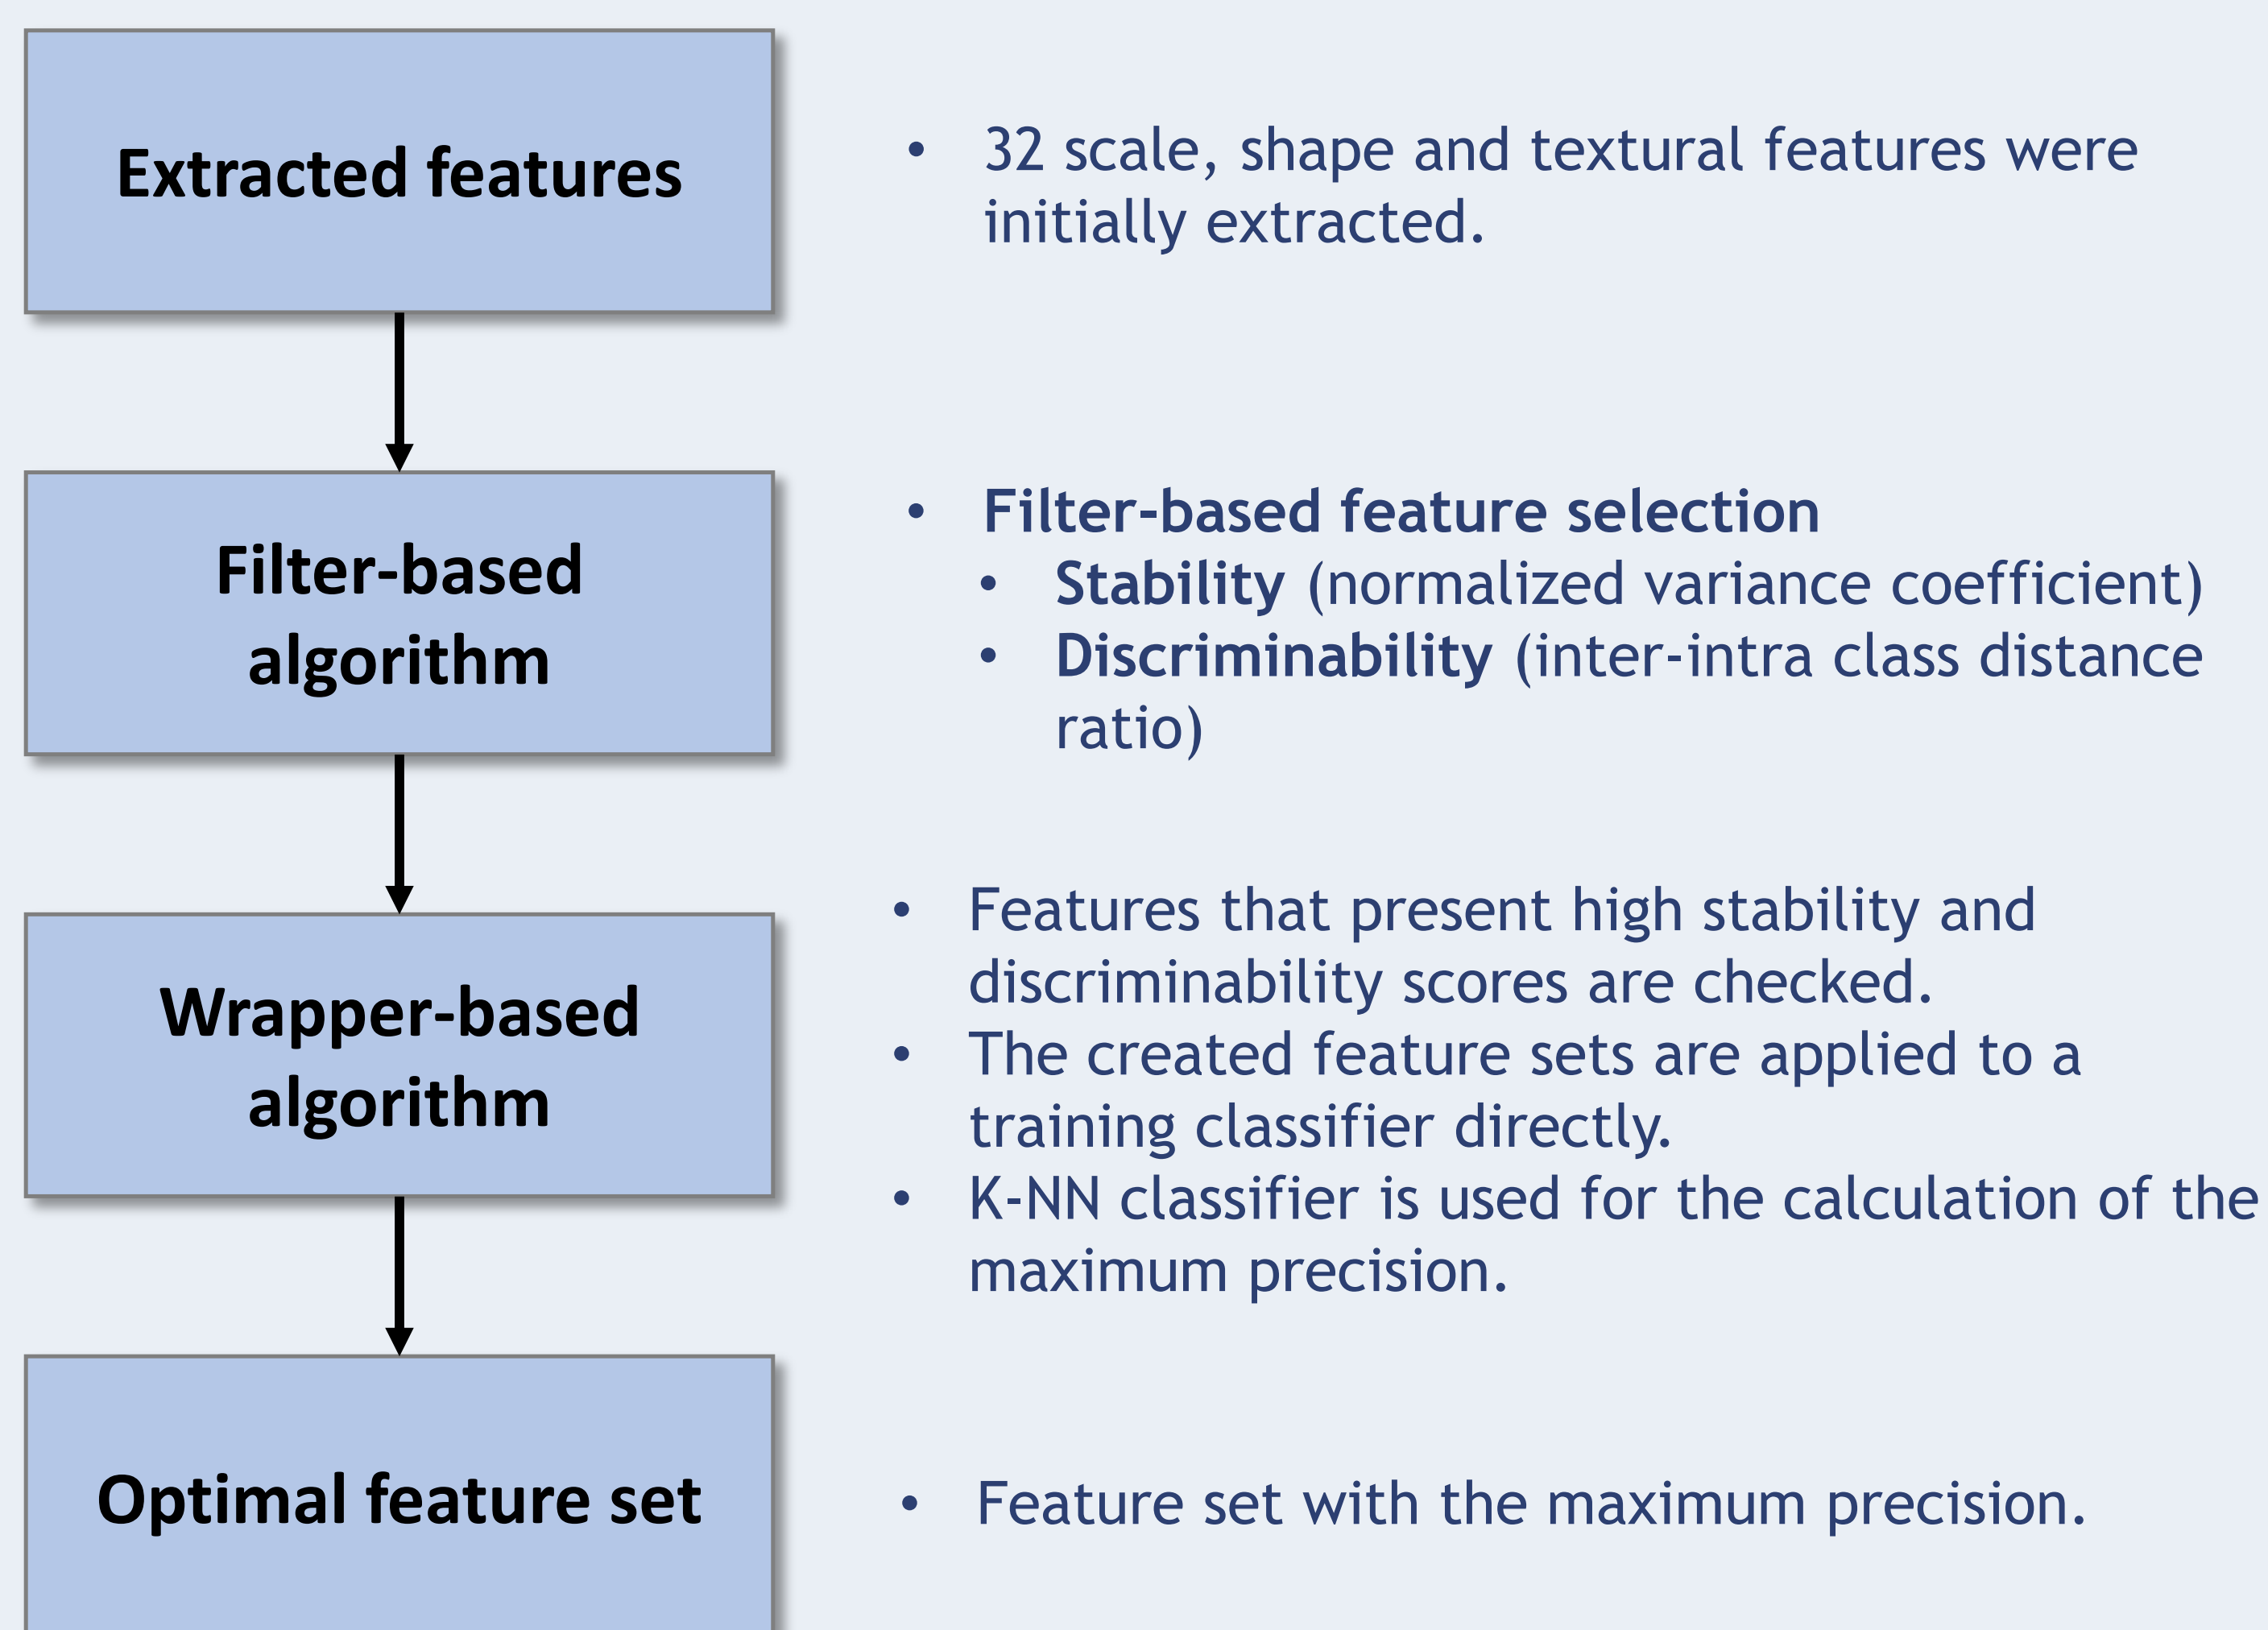 Extracted features
• 32 scale, shape and textural features were
initially extracted.
Filter-based
algorithm
• Filter-based feature selection
• Stability (normalized variance coefficient)
• Discriminability (inter-intra class distance
ratio)
Wrapper-based
algorithm
• Features that present high stability and
discriminability scores are checked.
• The created feature sets are applied to a
training classifier directly.
• K-NN classifier is used for the calculation of the
maximum precision.
Optimal feature set
• Feature set with the maximum precision.